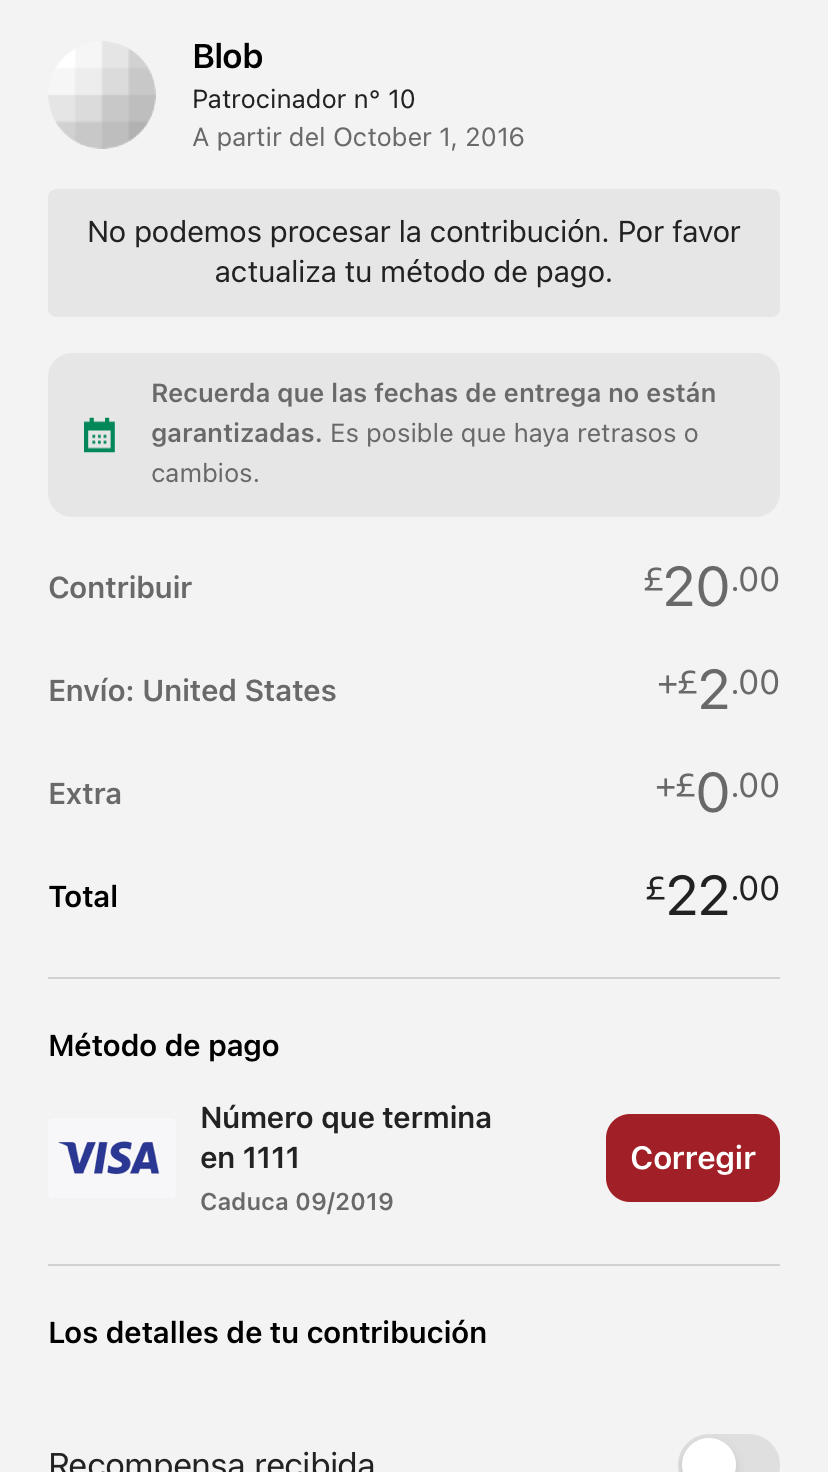 Blob
Patrocinador nº 10
A partir del October 1, 2016
No podemos procesar la contribución. Por favor
actualiza tu método de pago.
Recuerda que las fechas de entrega no están
garantizadas. Es posible que haya retrasos o
cambios.
Contribuir £20.00
Envío: United States +£2.00
Extra +£0.00
Total £22.00
Método de pago
VISA
Número que termina
en 1111
Caduca 09/2019
Corregir
Los detalles de tu contribución
Recompensa recibida